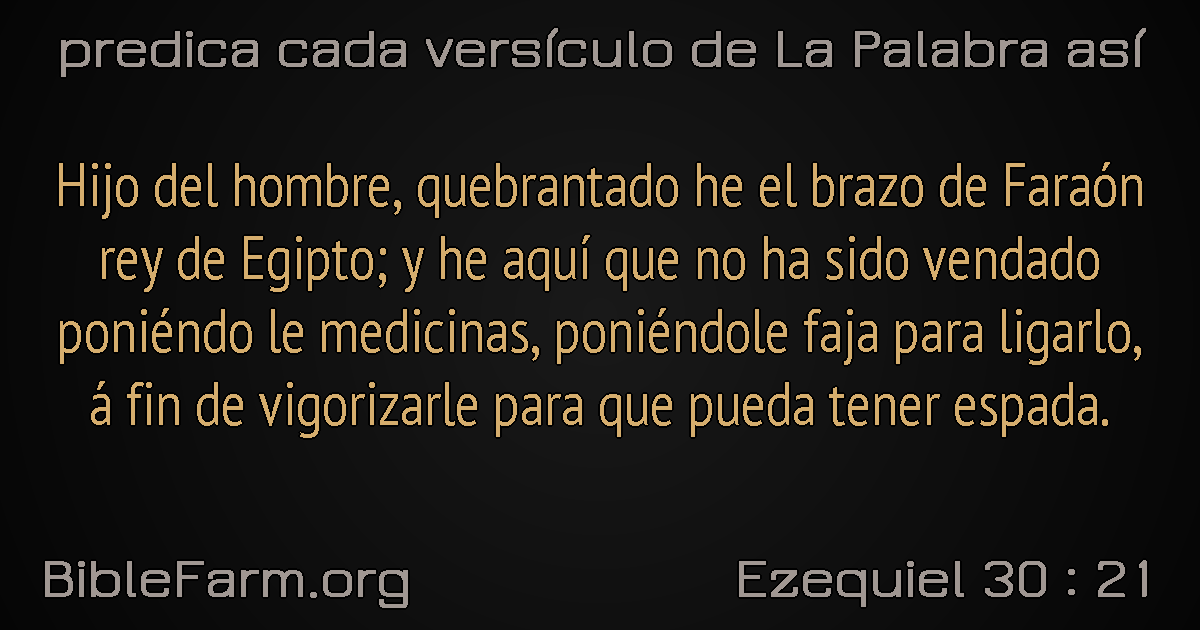 predica cada versículo de La Palabra así
Hijo del hombre, quebrantado he el brazo de Faraón
rey de Egipto; y he aquí que no ha sido vendado
poniéndo le medicinas, poniéndole faja para ligarlo,
á fin de vigorizarle para que pueda tener espada.
BibleFarm.org
Ezequiel 30 : 21